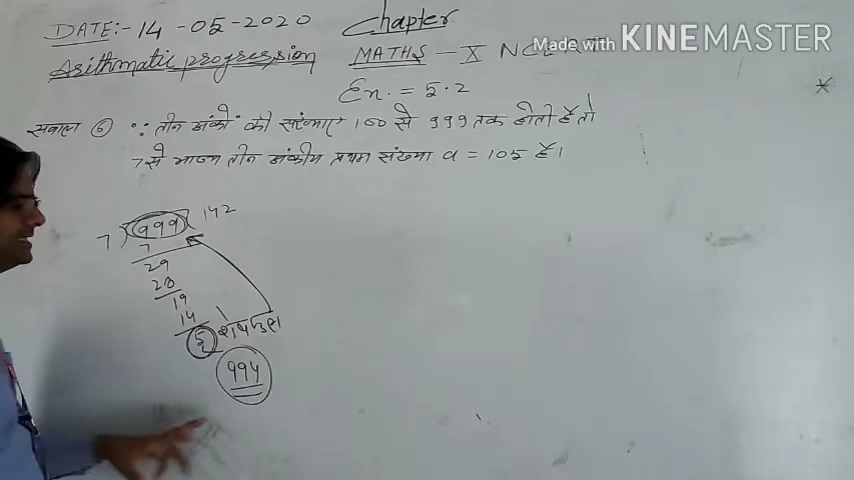 DATE:- 14 -05-2020 Chapter
Arithmatic progression MATHS - X NCERT
Made with KINEMASTER
Ex. = 5.2
सवाल ⑥ ∵ तीन अंकों की संख्याएं 100 से 999 तक होती हैं तो
7 से भाज्य तीन अंकीय प्रथम संख्या a = 105 है।
7 ) 999 ( 142
7
29
28
19
14
5 शेषफल
994